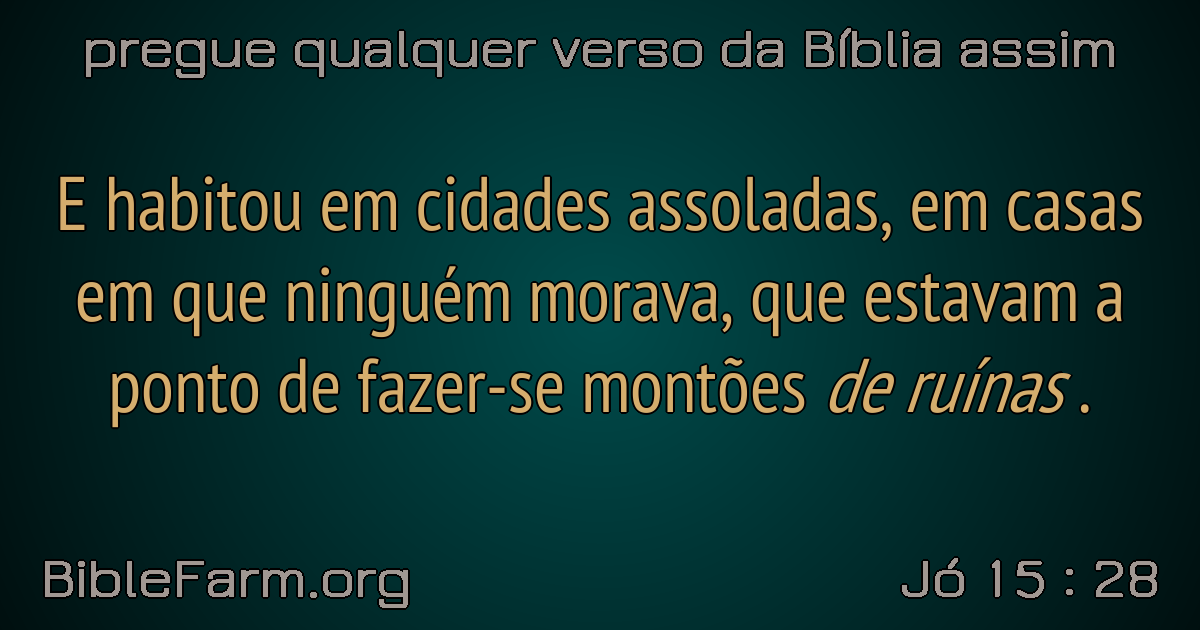 pregue qualquer verso da Bíblia assim
E habitou em cidades assoladas, em casas
em que ninguém morava, que estavam a
ponto de fazer-se montões de ruínas .
BibleFarm.org
Jó 15 : 28